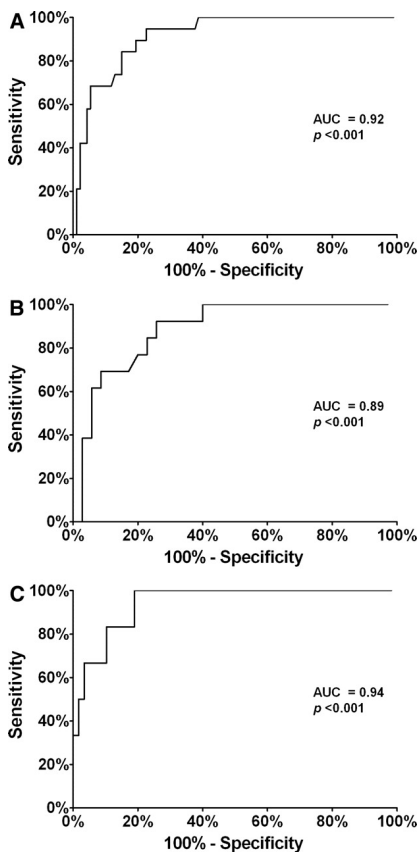 A
100%
80%
60%
40%
20%
0%
Sensitivity
AUC = 0.92
p <0.001
0% 20% 40% 60% 80% 100%
100% - Specificity
B
100%
80%
60%
40%
20%
0%
Sensitivity
AUC = 0.89
p <0.001
0% 20% 40% 60% 80% 100%
100% - Specificity
C
100%
80%
60%
40%
20%
0%
Sensitivity
AUC = 0.94
p <0.001
0% 20% 40% 60% 80% 100%
100% - Specificity